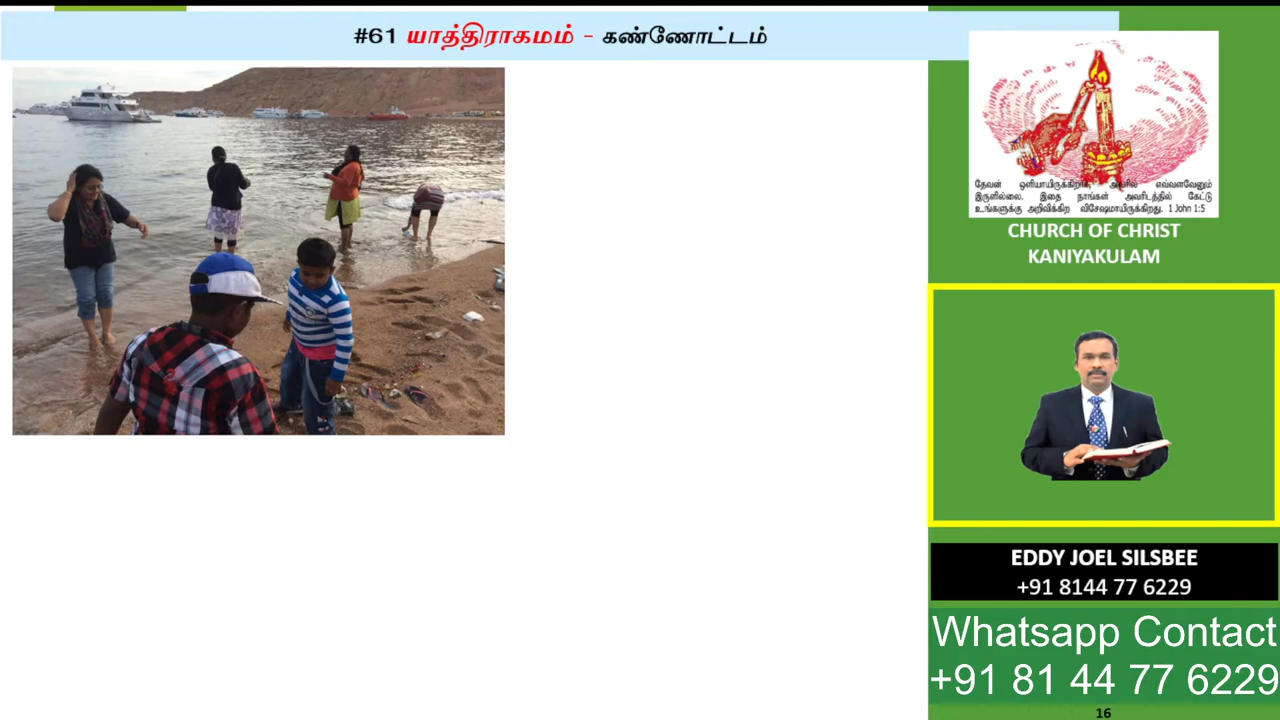 #61 யாத்திராகமம் - கண்ணோட்டம்
தேவன் ஒளியாயிருக்கிறார், அவரில் எவ்வளவேனும்
இருளில்லை. இதை நாங்கள் அவரிடத்தில் கேட்டு
உங்களுக்கு அறிவிக்கிற விசேஷமாயிருக்கிறது. 1 John 1:5
CHURCH OF CHRIST
KANIYAKULAM
EDDY JOEL SILSBEE
+91 8144 77 6229
Whatsapp Contact
+91 81 44 77 6229
16